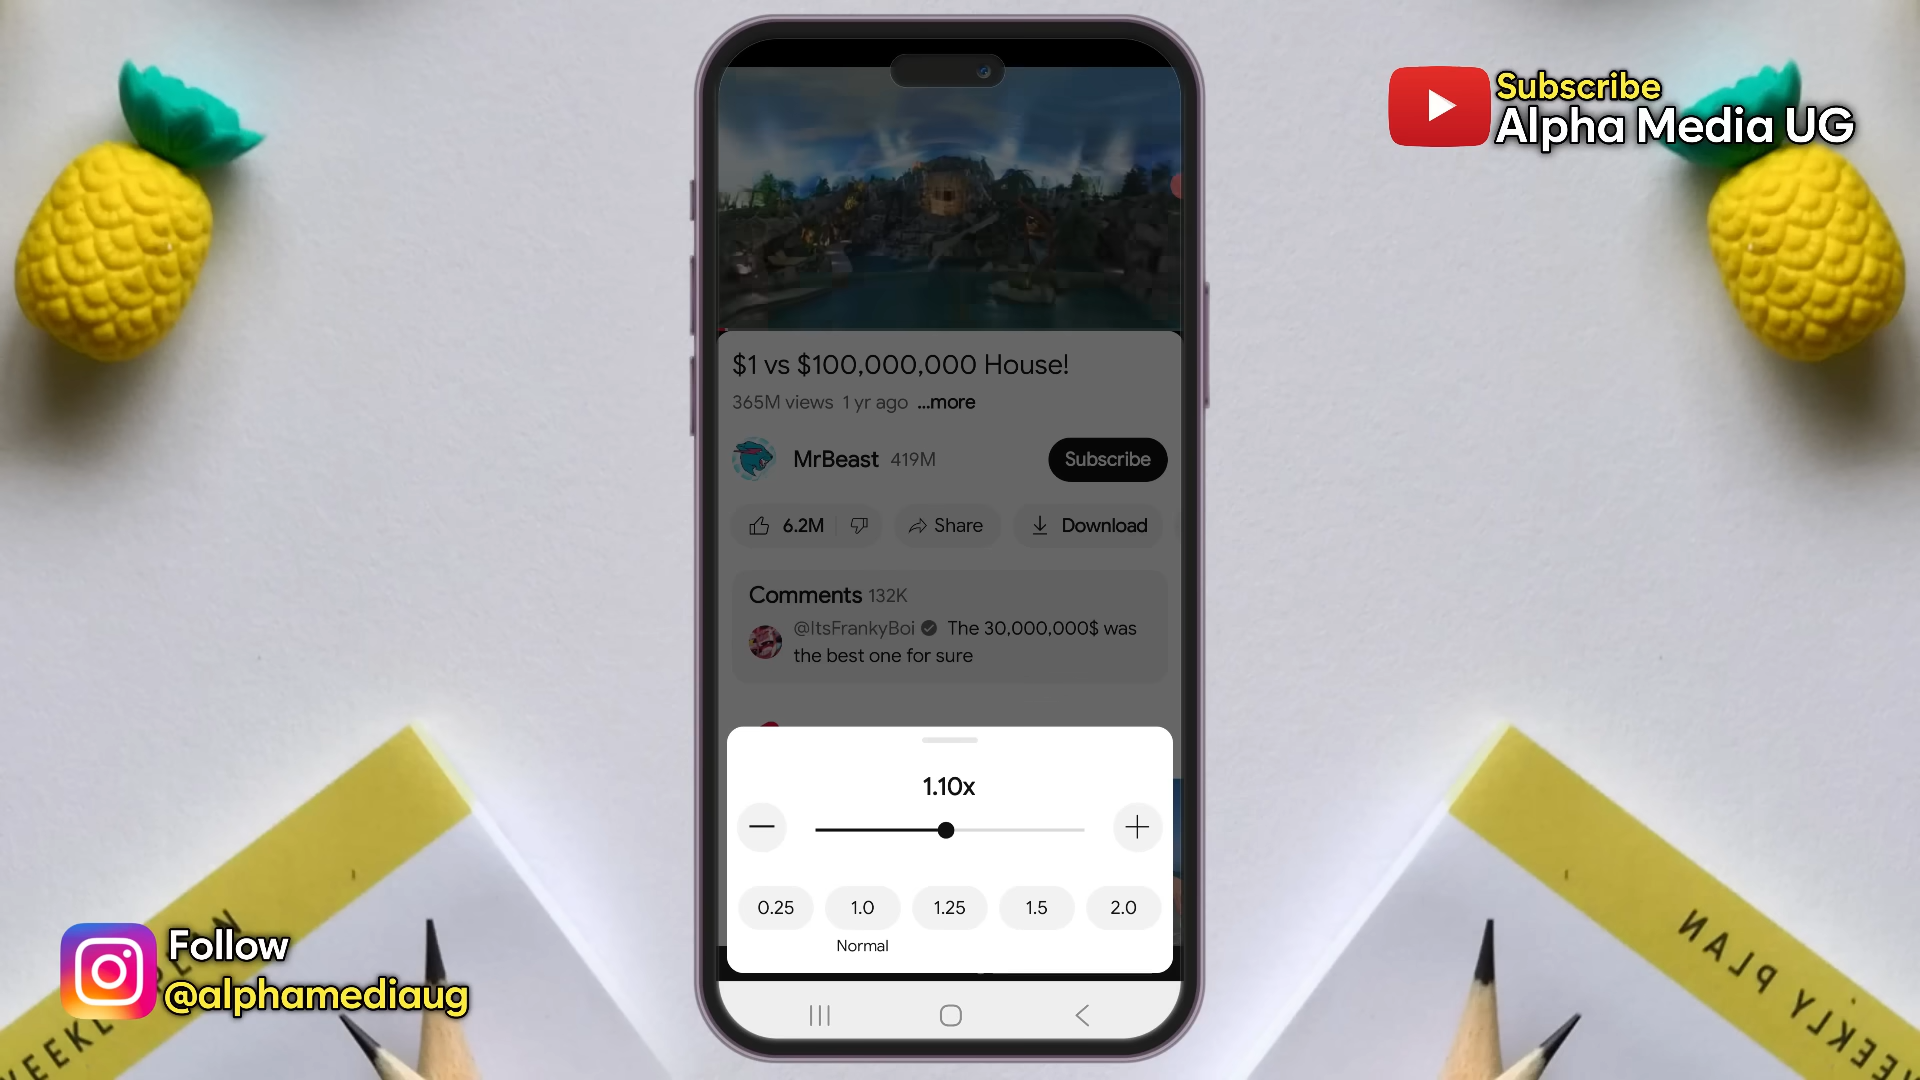 Subscribe
Alpha Media UG
$1 vs $100,000,000 House!
365M views 1 yr ago ...more
MrBeast 419M
Subscribe
6.2M
Share
Download
Comments 132K
@ItsFrankyBoi The 30,000,000$ was
the best one for sure
1.10x
0.25
1.0
1.25
1.5
2.0
Normal
Follow
@alphamediaug
WEEKLY PLAN